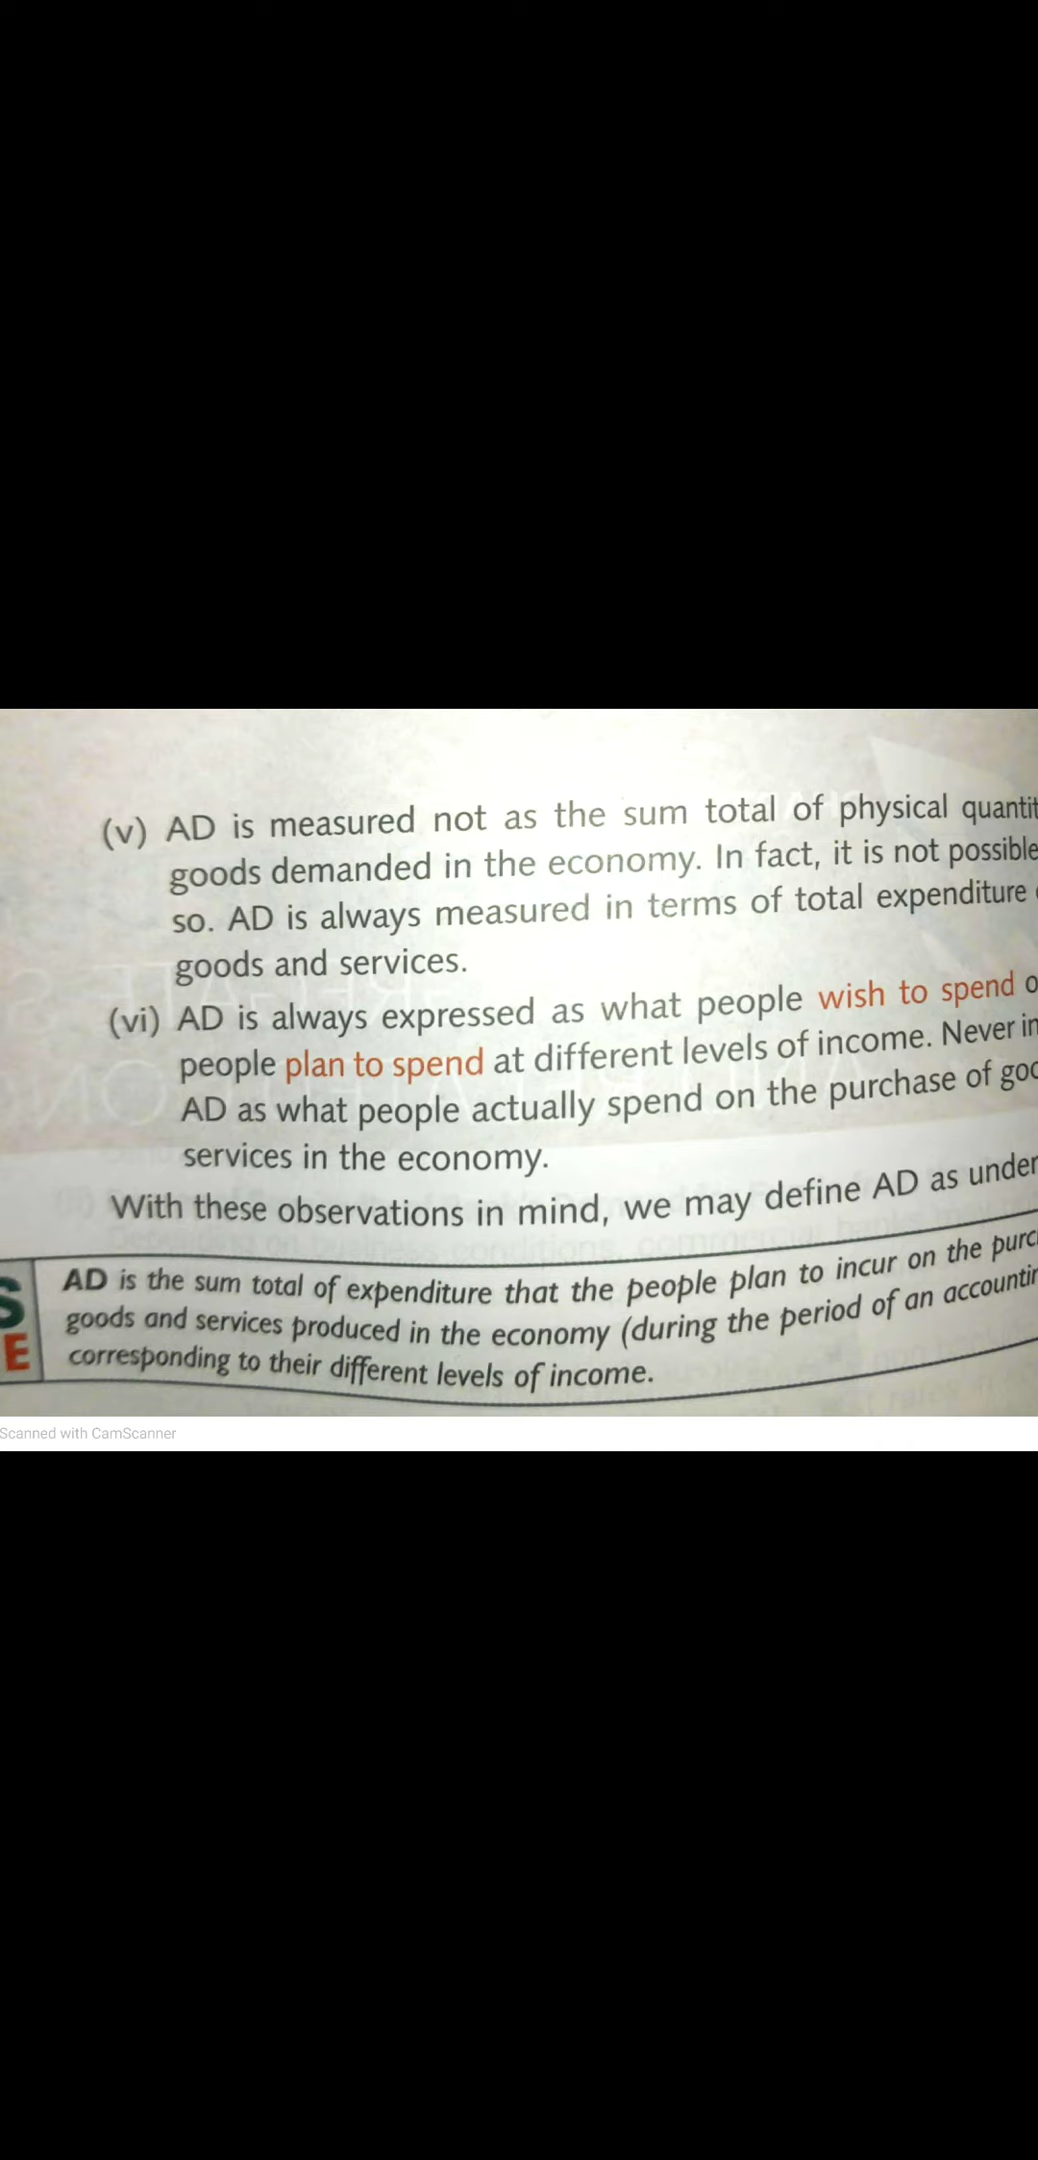 (v) AD is measured not as the sum total of physical
goods demanded in the economy. In fact, it is not possible
so. AD is always measured in terms of total expenditure
goods and services.
(vi) AD is always expressed as what people wish to spend
people plan to spend at different levels of income. Never
AD as what people actually spend on the purchase of
services in the economy.
With these observations in mind, we may define AD as under
AD is the sum total of expenditure that the people plan to incur on the
goods and services produced in the economy (during the period of an
corresponding to their different levels of income.
S
E
Scanned with CamScanner